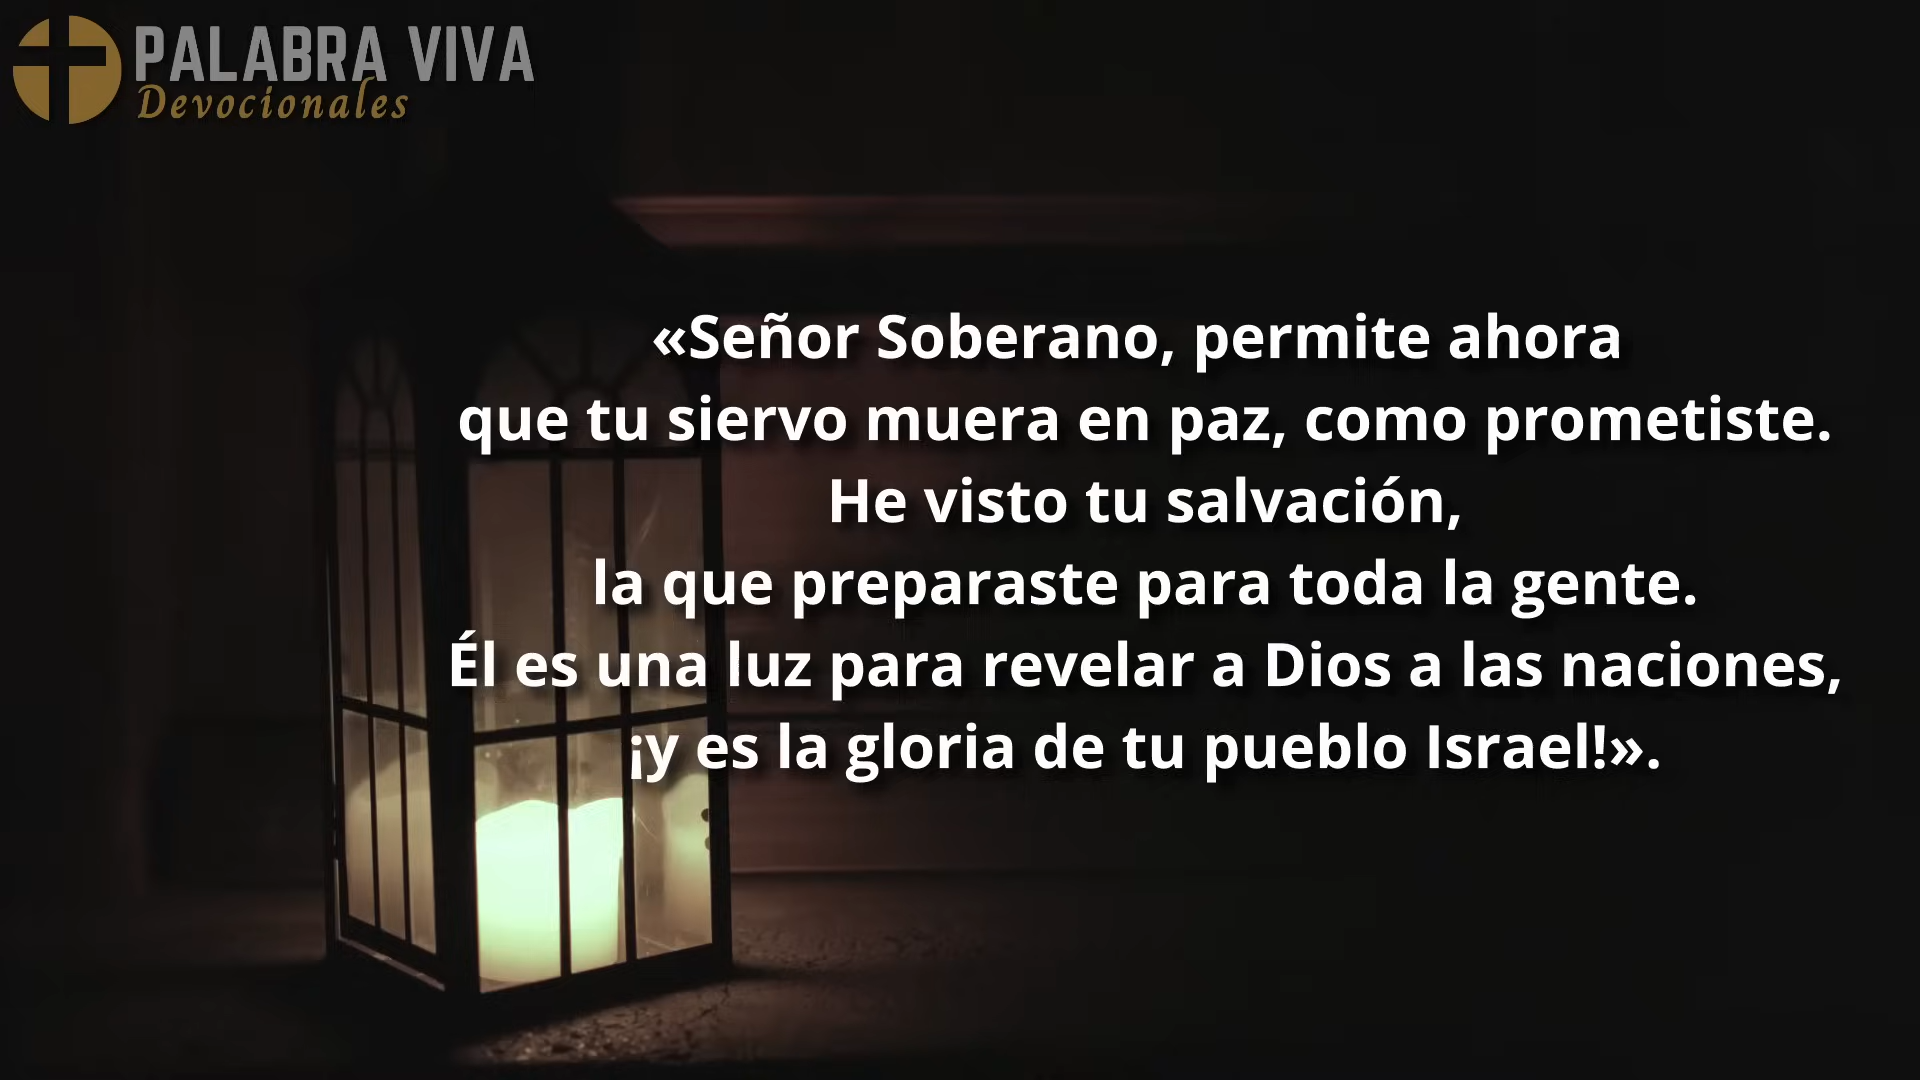 PALABRA VIVA
Devocionales
«Señor Soberano, permite ahora
que tu siervo muera en paz, como prometiste.
He visto tu salvación,
la que preparaste para toda la gente.
Él es una luz para revelar a Dios a las naciones,
¡y es la gloria de tu pueblo Israel!».